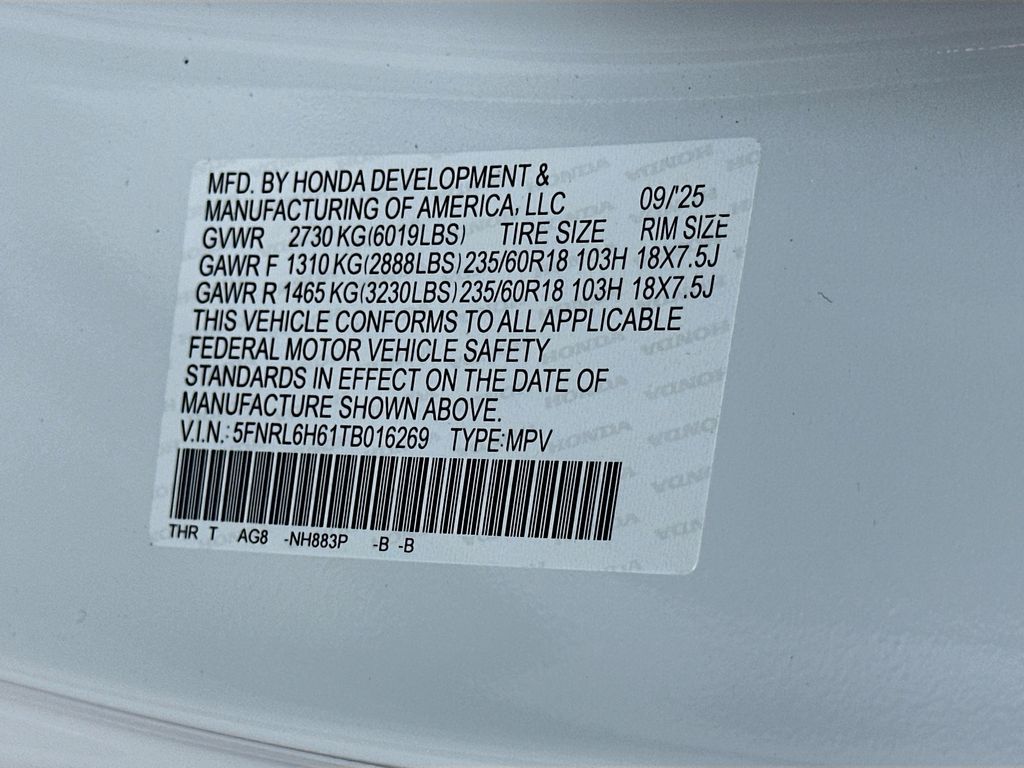 MFD. BY HONDA DEVELOPMENT &
MANUFACTURING OF AMERICA, LLC 09/'25
GVWR 2730 KG(6019LBS) TIRE SIZE RIM SIZE
GAWR F 1310 KG(2888LBS) 235/60R18 103H 18X7.5J
GAWR R 1465 KG(3230LBS) 235/60R18 103H 18X7.5J
THIS VEHICLE CONFORMS TO ALL APPLICABLE
FEDERAL MOTOR VEHICLE SAFETY
STANDARDS IN EFFECT ON THE DATE OF
MANUFACTURE SHOWN ABOVE.
V.I.N.: 5FNRL6H61TB016269 TYPE:MPV
THR T AG8 -NH883P -B -B